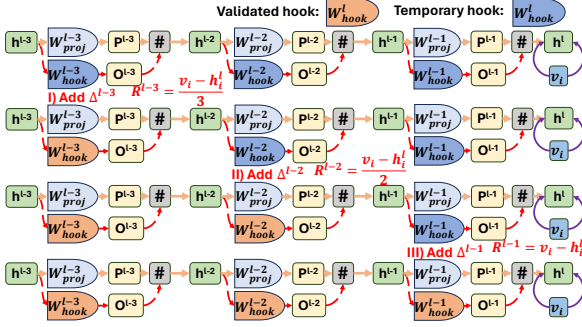 Validated hook: W^l_hook Temporary hook: W^l_hook
h^l-3 W^l-3_proj P^l-3 # h^l-2 W^l-2_proj P^l-2 # h^l-1 W^l-1_proj P^l-1 # h^l
W^l-3_hook O^l-3 W^l-2_hook O^l-2 W^l-1_hook O^l-1 v_i
I) Add Δ^l-3 R^l-3 = (v_i − h_i^l)/3
h^l-3 W^l-3_proj P^l-3 # h^l-2 W^l-2_proj P^l-2 # h^l-1 W^l-1_proj P^l-1 # h^l
W^l-3_hook O^l-3 W^l-2_hook O^l-2 W^l-1_hook O^l-1 v_i
II) Add Δ^l-2 R^l-2 = (v_i − h_i^l)/2
h^l-3 W^l-3_proj P^l-3 # h^l-2 W^l-2_proj P^l-2 # h^l-1 W^l-1_proj P^l-1 # h^l
W^l-3_hook O^l-3 W^l-2_hook O^l-2 W^l-1_hook O^l-1 v_i
III) Add Δ^l-1 R^l-1 = v_i − h_i^l
h^l-3 W^l-3_proj P^l-3 # h^l-2 W^l-2_proj P^l-2 # h^l-1 W^l-1_proj P^l-1 # h^l
W^l-3_hook O^l-3 W^l-2_hook O^l-2 W^l-1_hook O^l-1 v_i